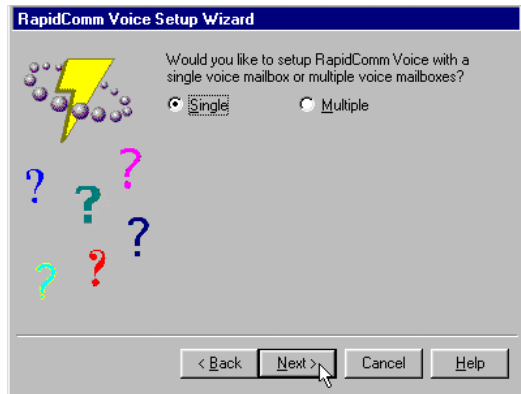 RapidComm Voice Setup Wizard
Would you like to setup RapidComm Voice with a
single voice mailbox or multiple voice mailboxes?
Single Multiple
? ? ?
? ? ?
< Back Next > Cancel Help